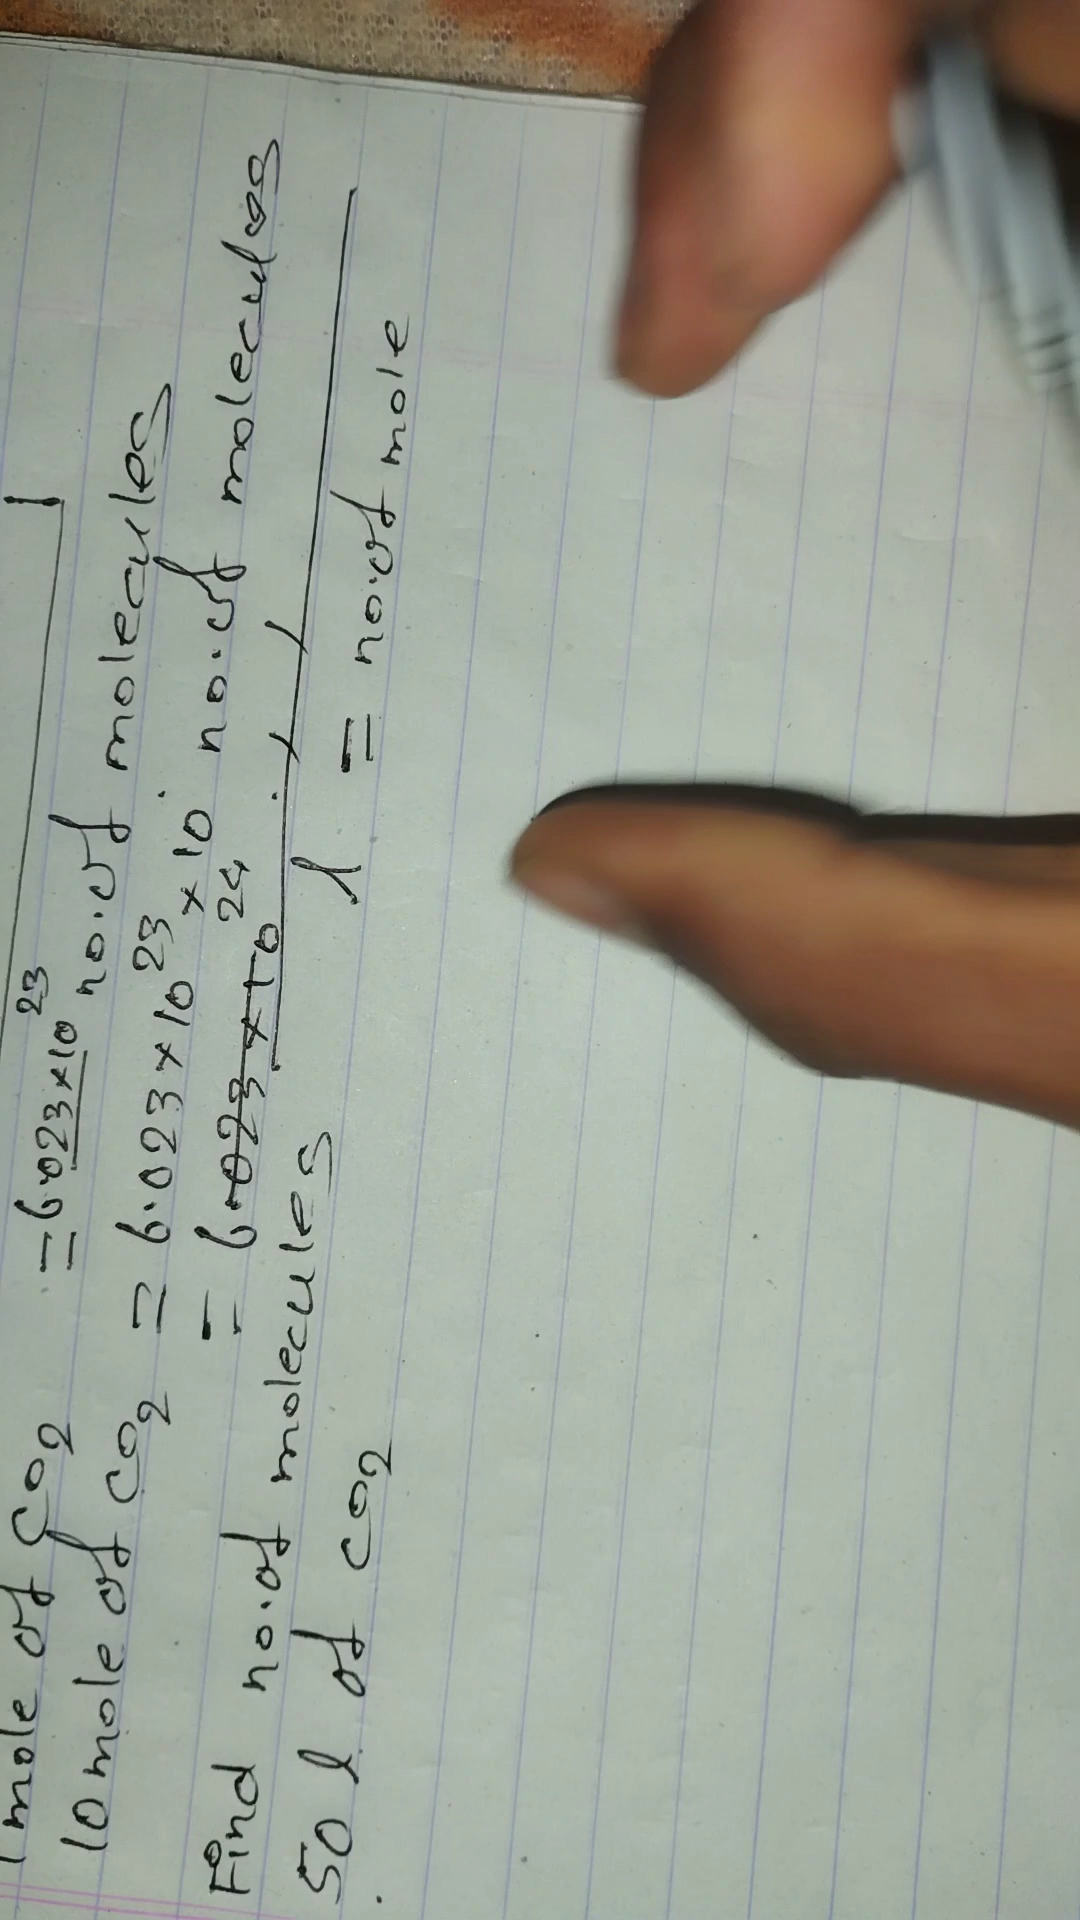 1 mole of CO2 = 6.023×10^23 no.of molecules
10 mole of CO2 = 6.023×10^23×10 no.of molecules
= 6.023×10^24
Find no.of molecules
50 l of CO2 l = no.of mole